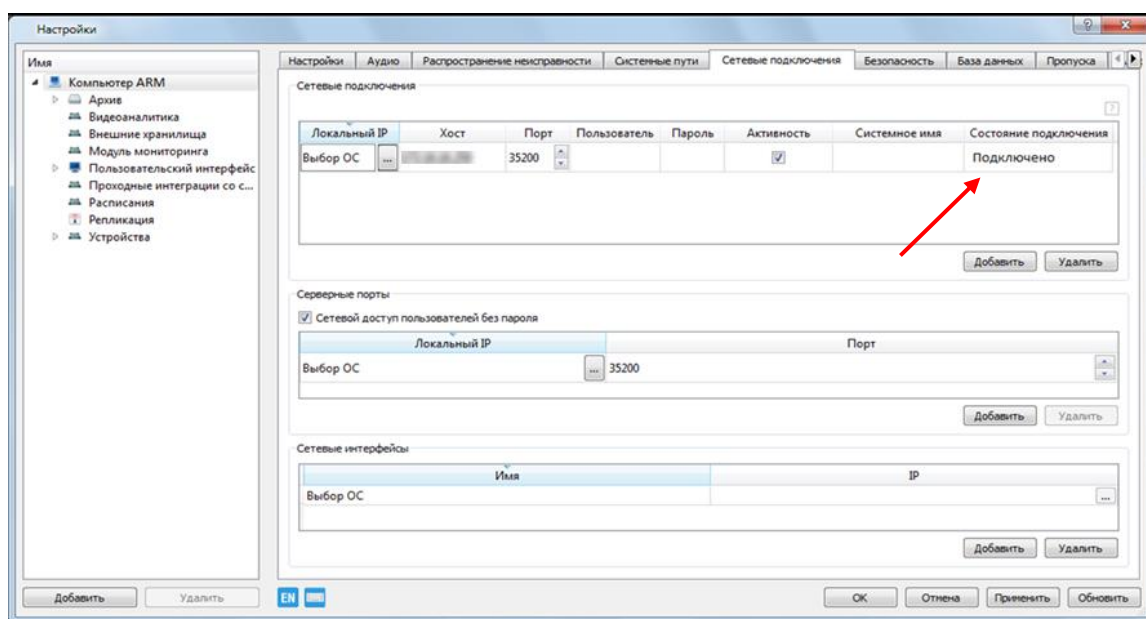 Настройки
Имя
Компьютер ARM
Архив
Видеоаналитика
Внешние хранилища
Модуль мониторинга
Пользовательский интерфейс
Проходные интеграции со с...
Расписания
Репликация
Устройства
Добавить Удалить
Настройки Аудио Распространение неисправности Системные пути Сетевые подключения Безопасность База данных Пропуска
Сетевые подключения
Локальный IP Хост Порт Пользователь Пароль Активность Системное имя Состояние подключения
Выбор ОС ... 35200 Подключено
Добавить Удалить
Серверные порты
Сетевой доступ пользователей без пароля
Локальный IP Порт
Выбор ОС ... 35200
Добавить Удалить
Сетевые интерфейсы
Имя IP
Выбор ОС ...
Добавить Удалить
EN OK Отмена Применить Обновить